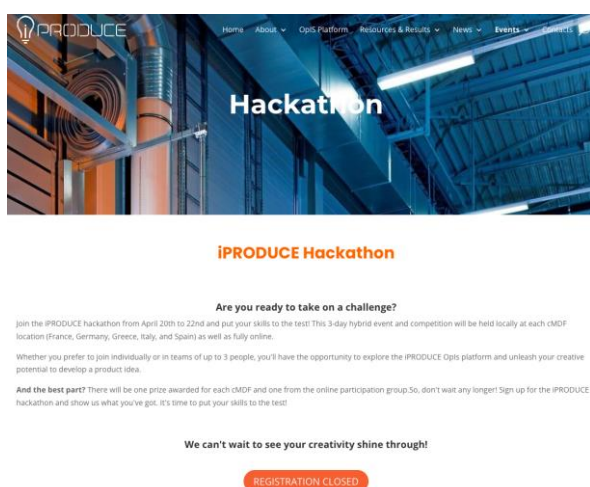 iPRODUCE
Home About OpIS Platform Resources & Results News Events Contacts
Hackathon
iPRODUCE Hackathon
Are you ready to take on a challenge?
Join the iPRODUCE hackathon from April 20th to 22nd and put your skills to the test! This 3-day hybrid event and competition will be held locally at each cMDF
location (France, Germany, Greece, Italy, and Spain) as well as fully online.
Whether you prefer to join individually or in teams of up to 3 people, you'll have the opportunity to explore the iPRODUCE OpIs platform and unleash your creative
potential to develop a product idea.
And the best part? There will be one prize awarded for each cMDF and one from the online participation group.So, don't wait any longer! Sign up for the iPRODUCE
hackathon and show us what you've got. It's time to put your skills to the test!
We can't wait to see your creativity shine through!
REGISTRATION CLOSED